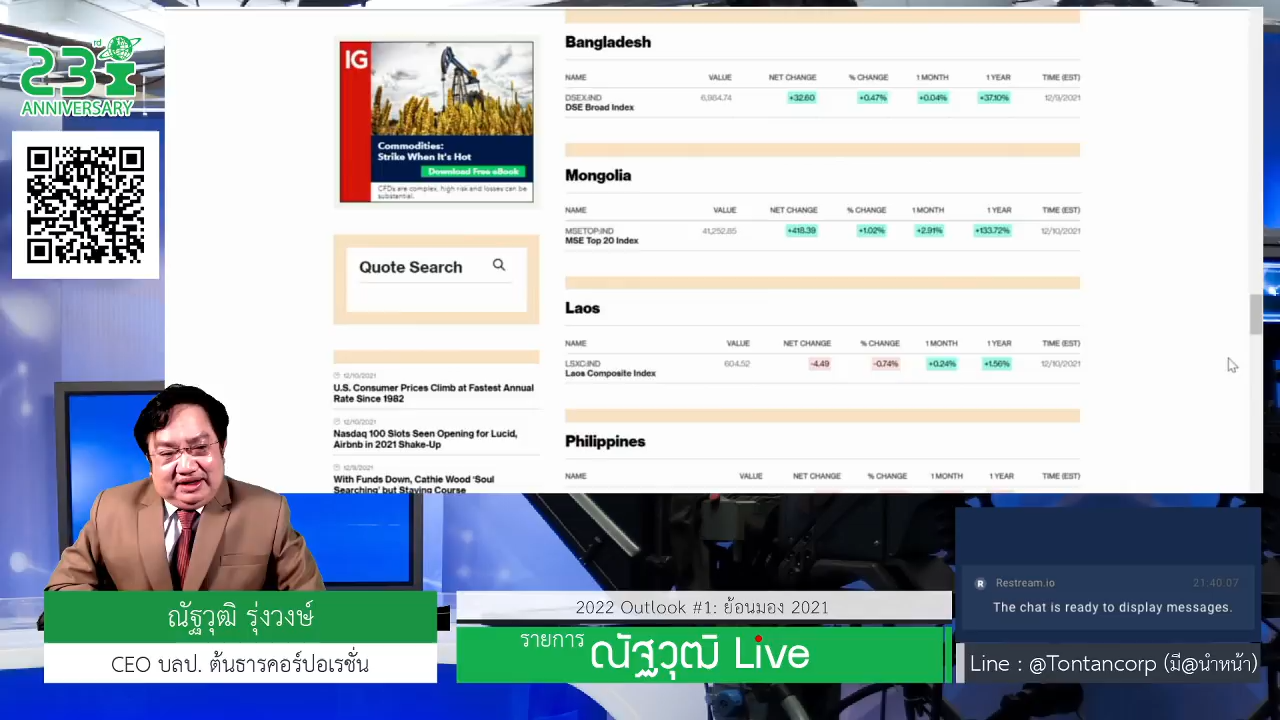 23rd
ANNIVERSARY
IG
Commodities:
Strike When It's Hot
Download Free eBook
CFDs are complex, high risk and losses can be
substantial.
Quote Search
12/10/2021
U.S. Consumer Prices Climb at Fastest Annual
Rate Since 1982
12/10/2021
Nasdaq 100 Slots Seen Opening for Lucid,
Airbnb in 2021 Shake-Up
12/9/2021
With Funds Down, Cathie Wood 'Soul
Searching' but Staying Course
Bangladesh
NAME VALUE NET CHANGE % CHANGE 1 MONTH 1 YEAR TIME (EST)
DSEX:IND 6,984.74 +32.60 +0.47% +0.04% +37.10% 12/9/2021
DSE Broad Index
Mongolia
NAME VALUE NET CHANGE % CHANGE 1 MONTH 1 YEAR TIME (EST)
MSETOP:IND 41,252.85 +418.39 +1.02% +2.91% +133.72% 12/10/2021
MSE Top 20 Index
Laos
NAME VALUE NET CHANGE % CHANGE 1 MONTH 1 YEAR TIME (EST)
LSXC:IND 604.52 -4.49 -0.74% +0.24% +1.56% 12/10/2021
Laos Composite Index
Philippines
NAME VALUE NET CHANGE % CHANGE 1 MONTH 1 YEAR TIME (EST)
ณัฐวุฒิ รุ่งวงษ์
CEO บลป. ต้นธารคอร์ปอเรชั่น
2022 Outlook #1: ย้อนมอง 2021
รายการ ณัฐวุฒิ Live
R Restream.io 21:40.07
The chat is ready to display messages.
Line : @Tontancorp (มี@นำหน้า)